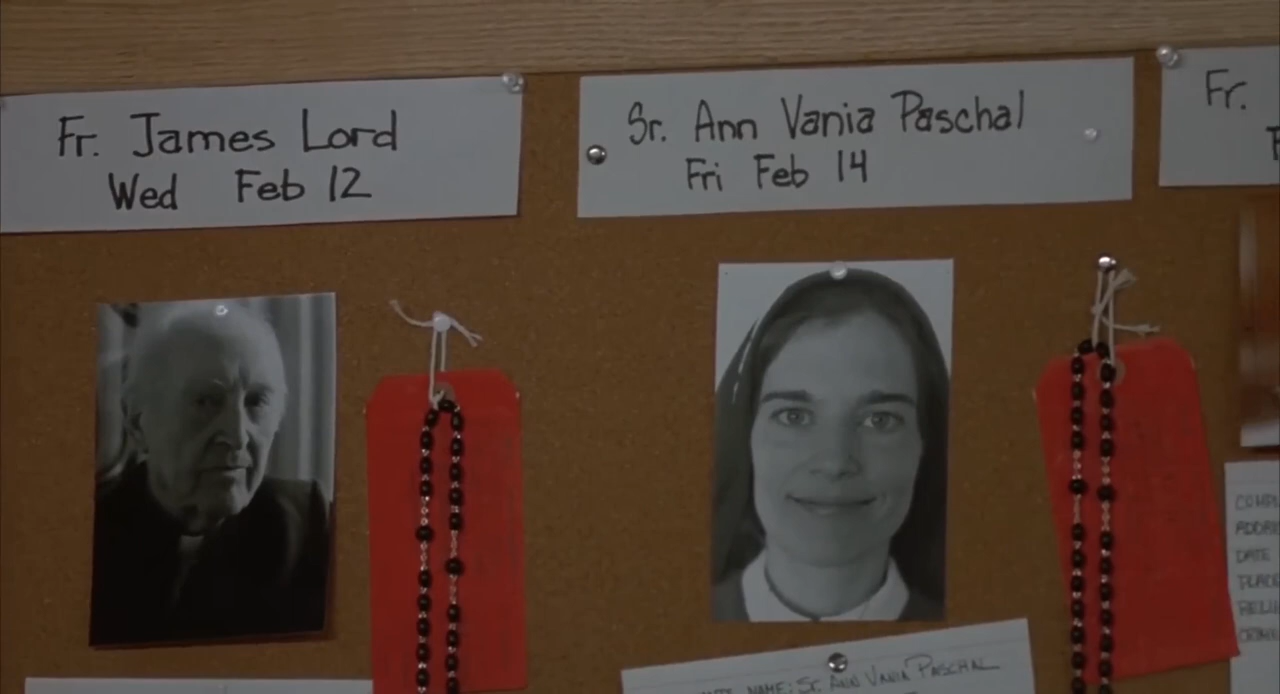 Fr. James Lord
Wed Feb 12
Sr. Ann Vania Paschal
Fri Feb 14
Fr.
NAME: Sr. ANN VANIA PASCHAL
DATE